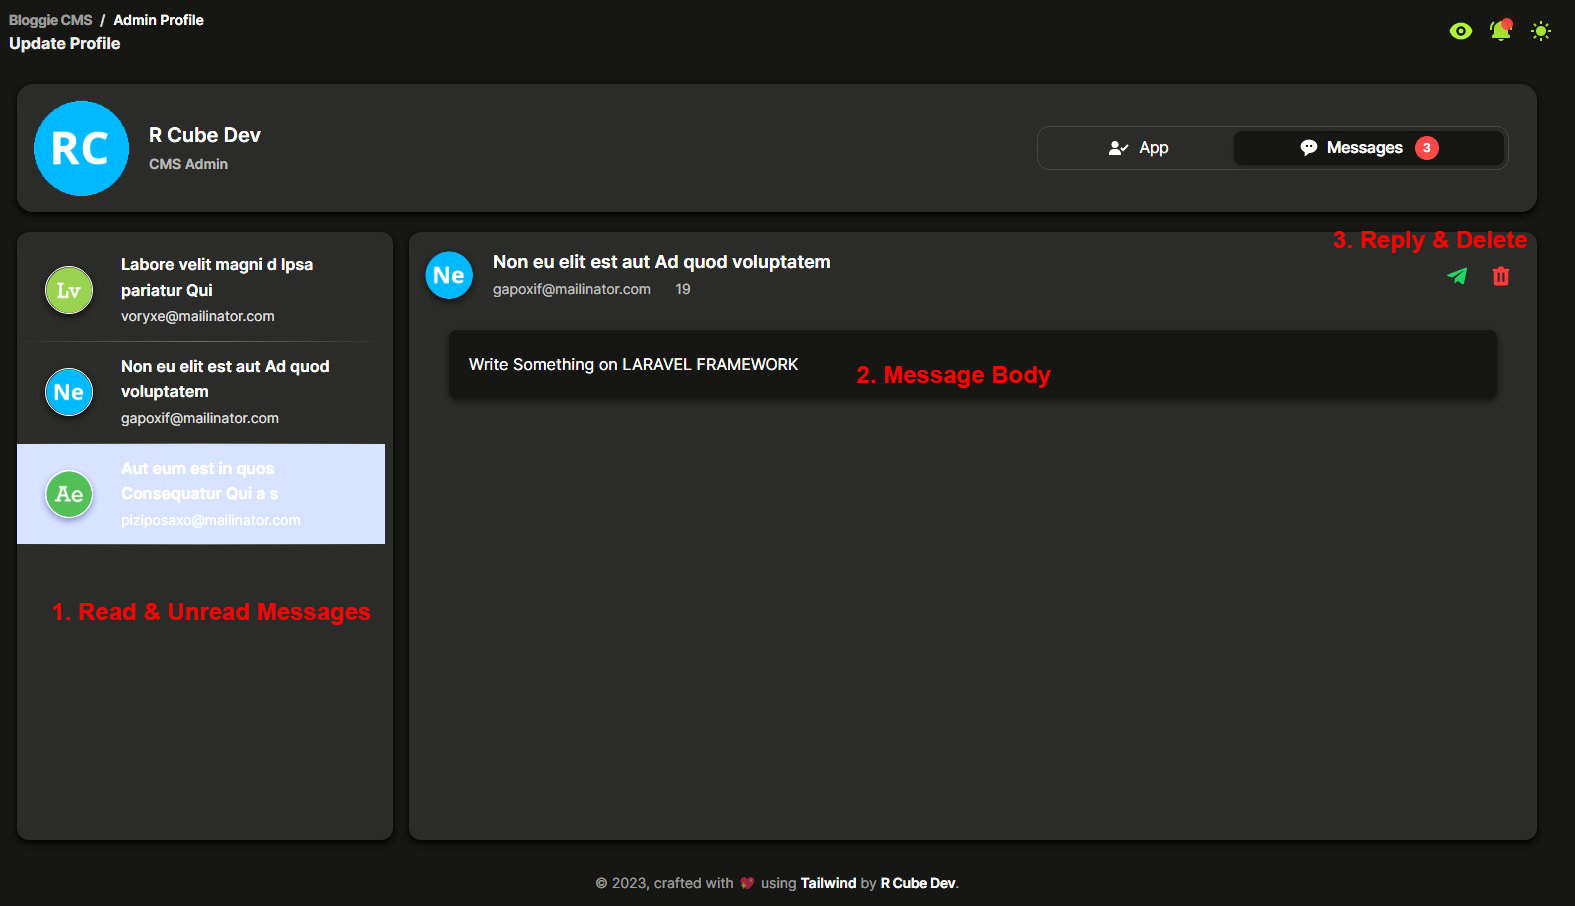 Bloggie CMS / Admin Profile
Update Profile
RC
R Cube Dev
CMS Admin
App
Messages 3
Lv
Labore velit magni d Ipsa
pariatur Qui
voryxe@mailinator.com
Ne
Non eu elit est aut Ad quod
voluptatem
gapoxif@mailinator.com
Ae
Aut eum est in quos
Consequatur Qui a s
piziposaxo@mailinator.com
1. Read & Unread Messages
3. Reply & Delete
Ne
Non eu elit est aut Ad quod voluptatem
gapoxif@mailinator.com 19
Write Something on LARAVEL FRAMEWORK
2. Message Body
© 2023, crafted with 💖 using Tailwind by R Cube Dev.